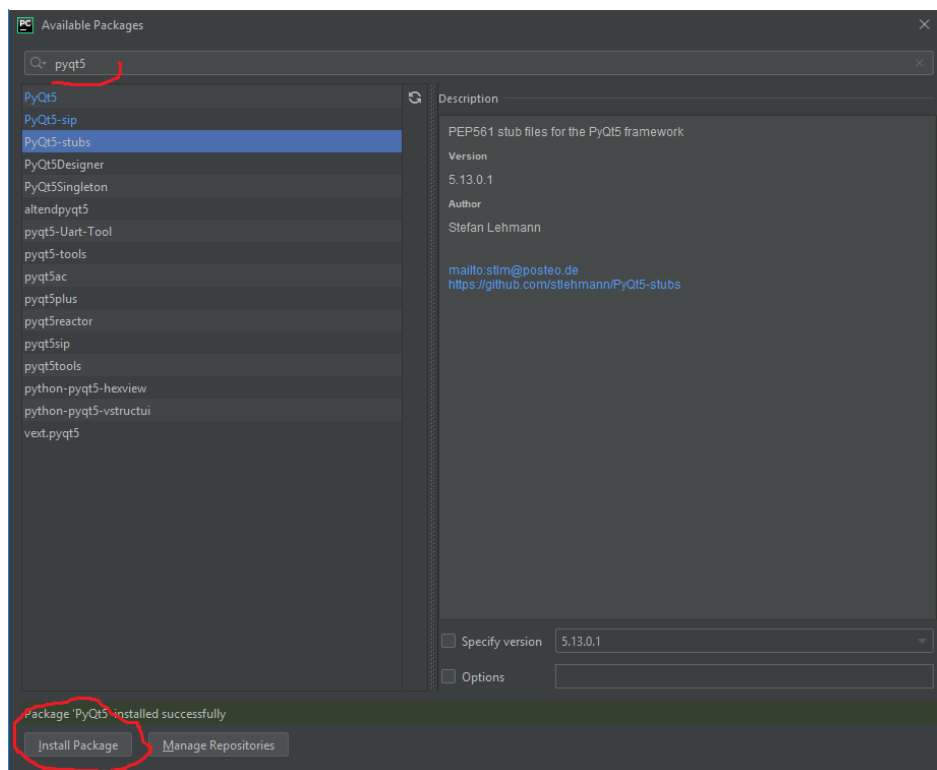 PC Available Packages
pyqt5
PyQt5
PyQt5-sip
PyQt5-stubs
PyQt5Designer
PyQt5Singleton
altendpyqt5
pyqt5-Uart-Tool
pyqt5-tools
pyqt5ac
pyqt5plus
pyqt5reactor
pyqt5sip
pyqt5tools
python-pyqt5-hexview
python-pyqt5-vstructui
vext.pyqt5
Description
PEP561 stub files for the PyQt5 framework
Version
5.13.0.1
Author
Stefan Lehmann
mailto:stlm@posteo.de
https://github.com/stlehmann/PyQt5-stubs
Specify version 5.13.0.1
Options
Package 'PyQt5' installed successfully
Install Package Manage Repositories